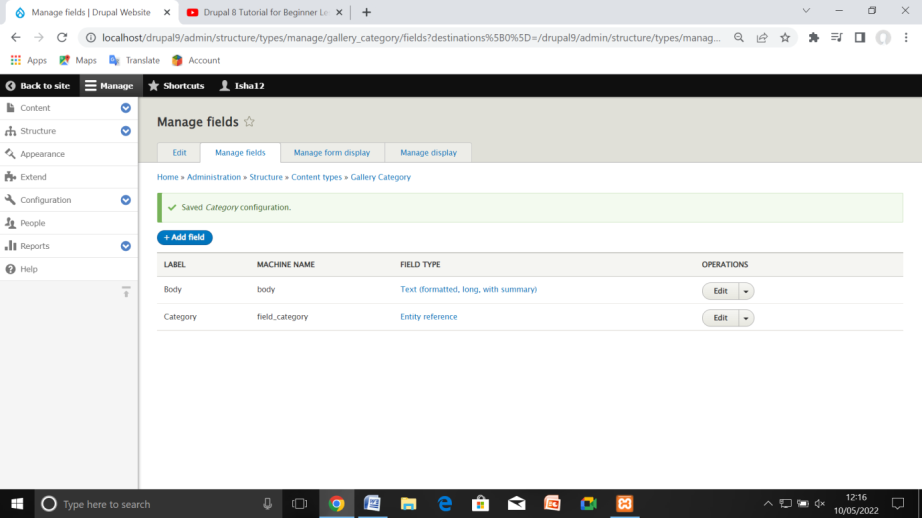 Manage fields | Drupal Website
Drupal 8 Tutorial for Beginner Le
localhost/drupal9/admin/structure/types/manage/gallery_category/fields?destinations%5B0%5D=/drupal9/admin/structure/types/manag...
Apps Maps Translate Account
Back to site Manage Shortcuts Isha12
Content
Structure
Appearance
Extend
Configuration
People
Reports
Help
Manage fields
Edit Manage fields Manage form display Manage display
Home » Administration » Structure » Content types » Gallery Category
Saved Category configuration.
+ Add field
LABEL MACHINE NAME FIELD TYPE OPERATIONS
Body body Text (formatted, long, with summary) Edit
Category field_category Entity reference Edit
Type here to search
12:16
10/05/2022